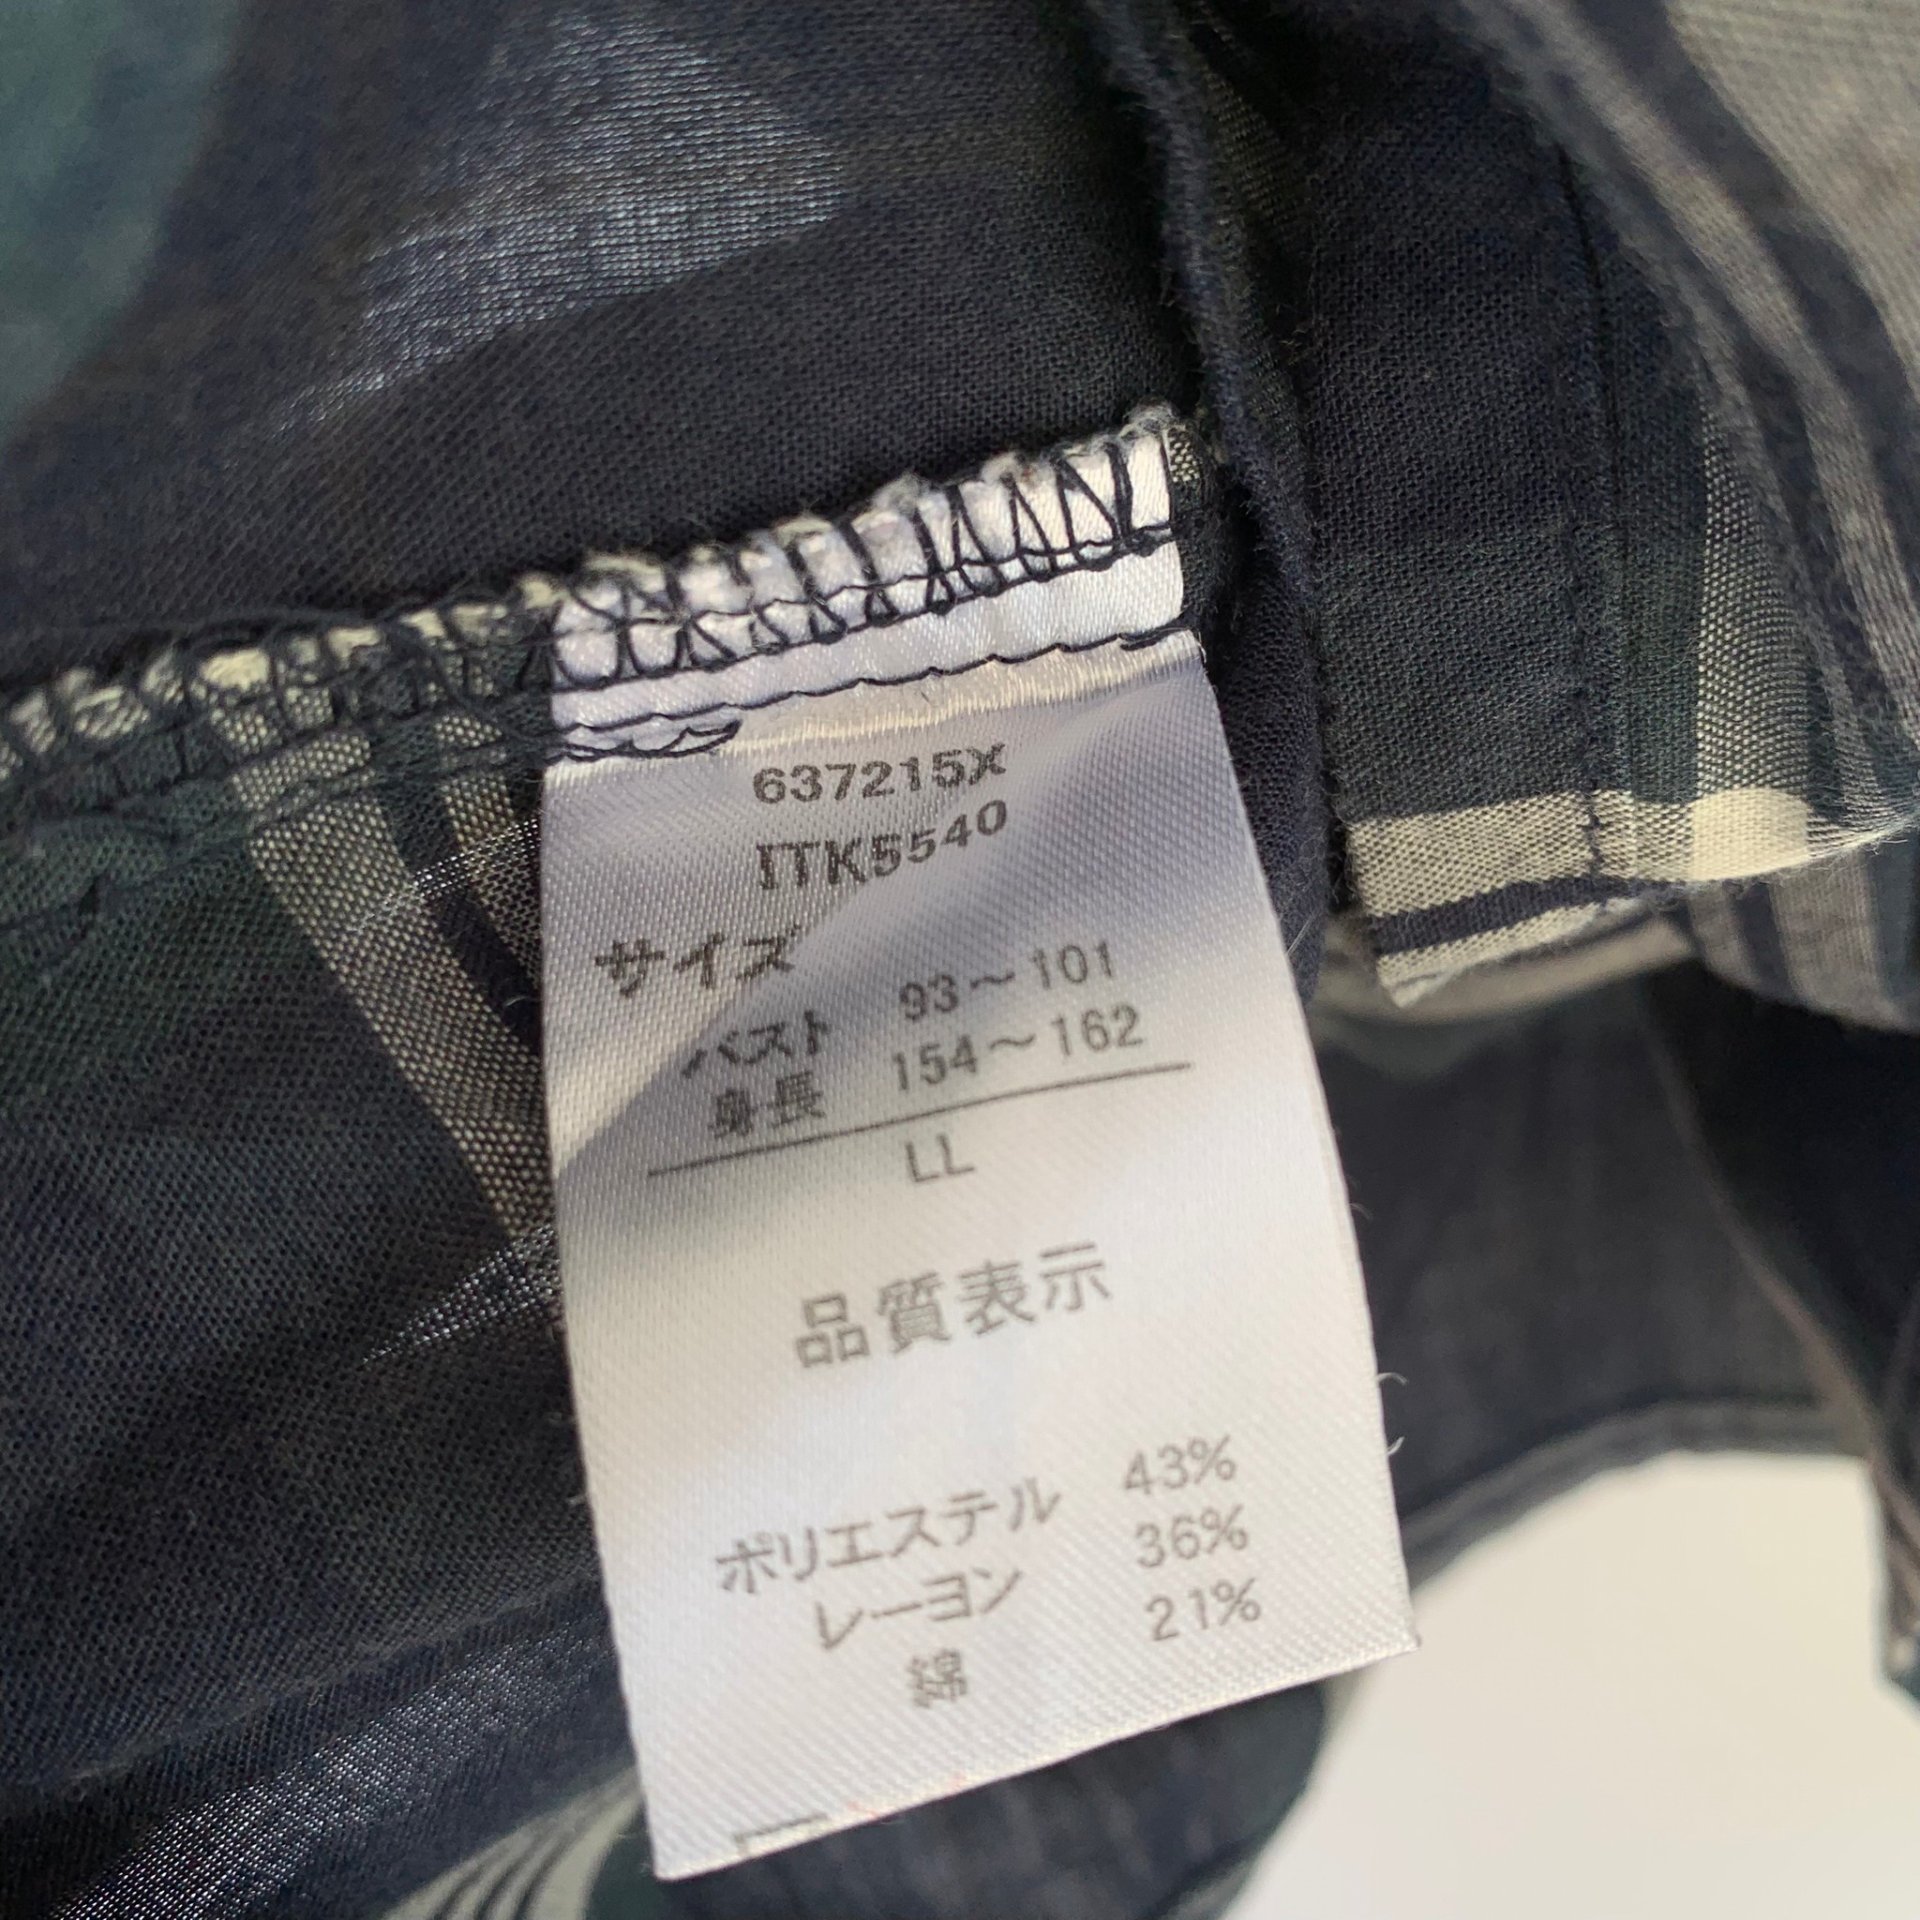 637215X
ITK5540
サイズ
バスト 93～101
身長 154～162
LL
品質表示
ポリエステル 43%
レーヨン 36%
綿 21%